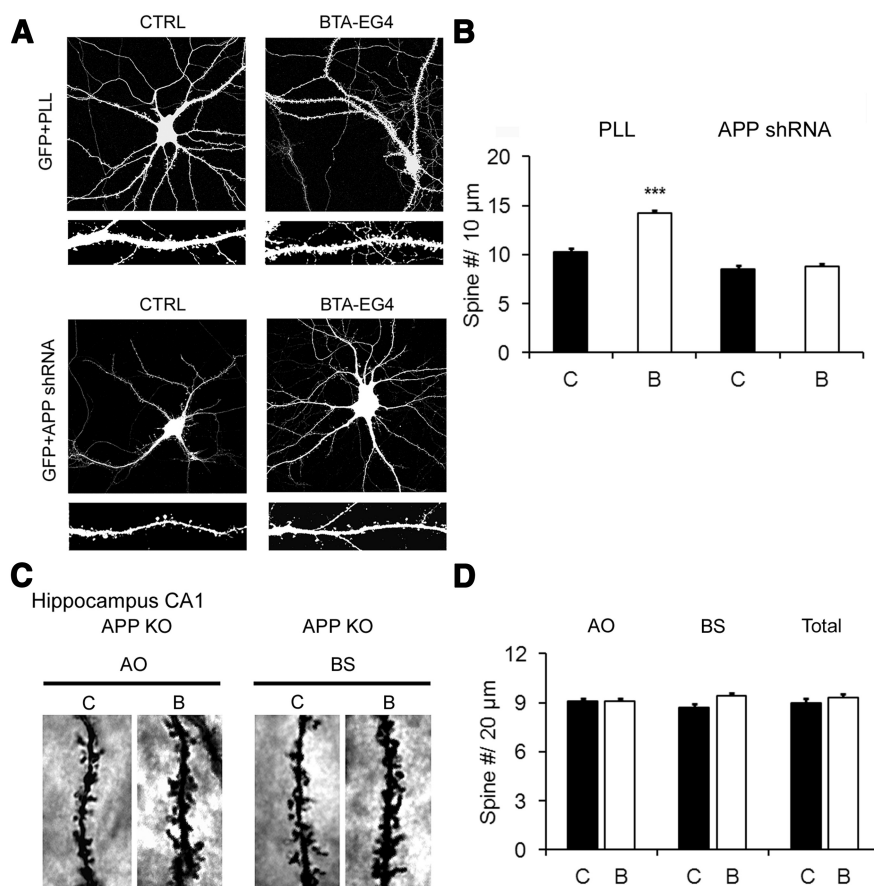 A
CTRL
BTA-EG4
GFP+PLL
CTRL
BTA-EG4
GFP+APP shRNA
B
PLL
APP shRNA
20
15
10
5
0
Spine #/ 10 μm
***
C
B
C
B
C
Hippocampus CA1
APP KO
APP KO
AO
BS
C
B
C
B
D
AO
BS
Total
12
9
6
3
0
Spine #/ 20 μm
C
B
C
B
C
B